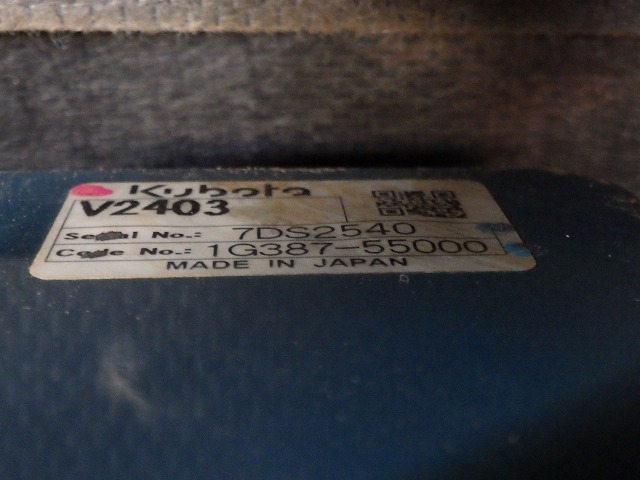 Kubota
V2403
Serial No.: 7DS2540
Code No.: 1G387-55000
MADE IN JAPAN